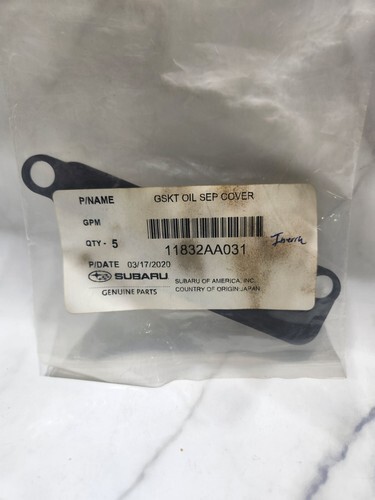 P/NAME GSKT OIL SEP COVER
GPM
QTY - 5 11832AA031
P/DATE 03/17/2020
SUBARU SUBARU OF AMERICA, INC.
GENUINE PARTS COUNTRY OF ORIGIN JAPAN